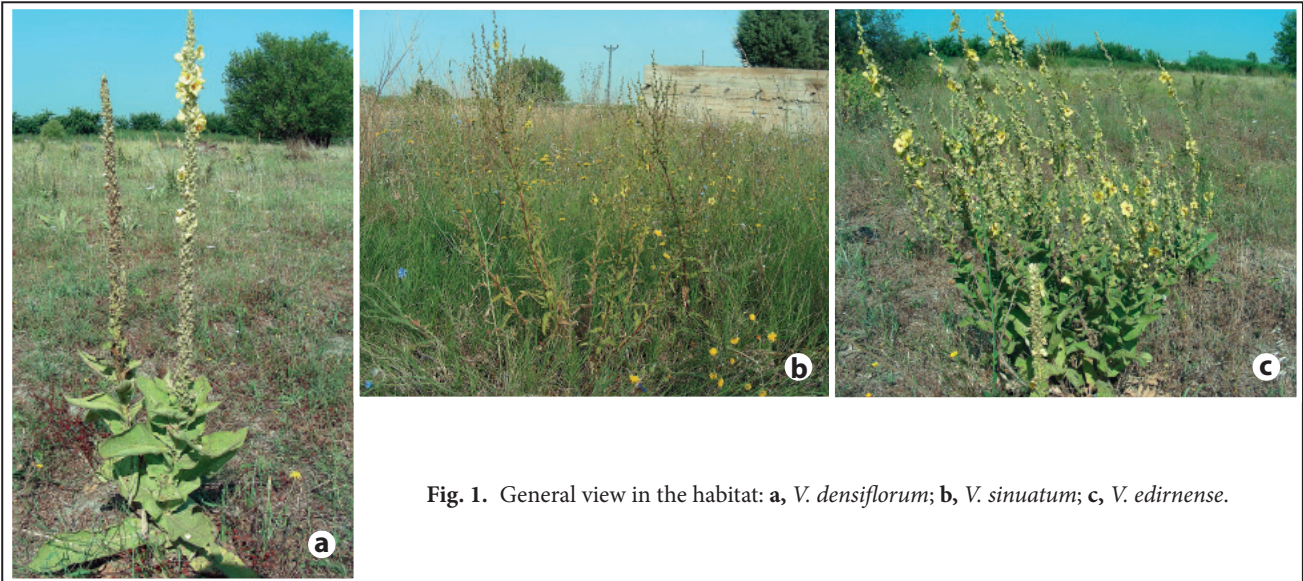 a
b
c
Fig. 1. General view in the habitat: a, V. densiflorum; b, V. sinuatum; c, V. edirnense.